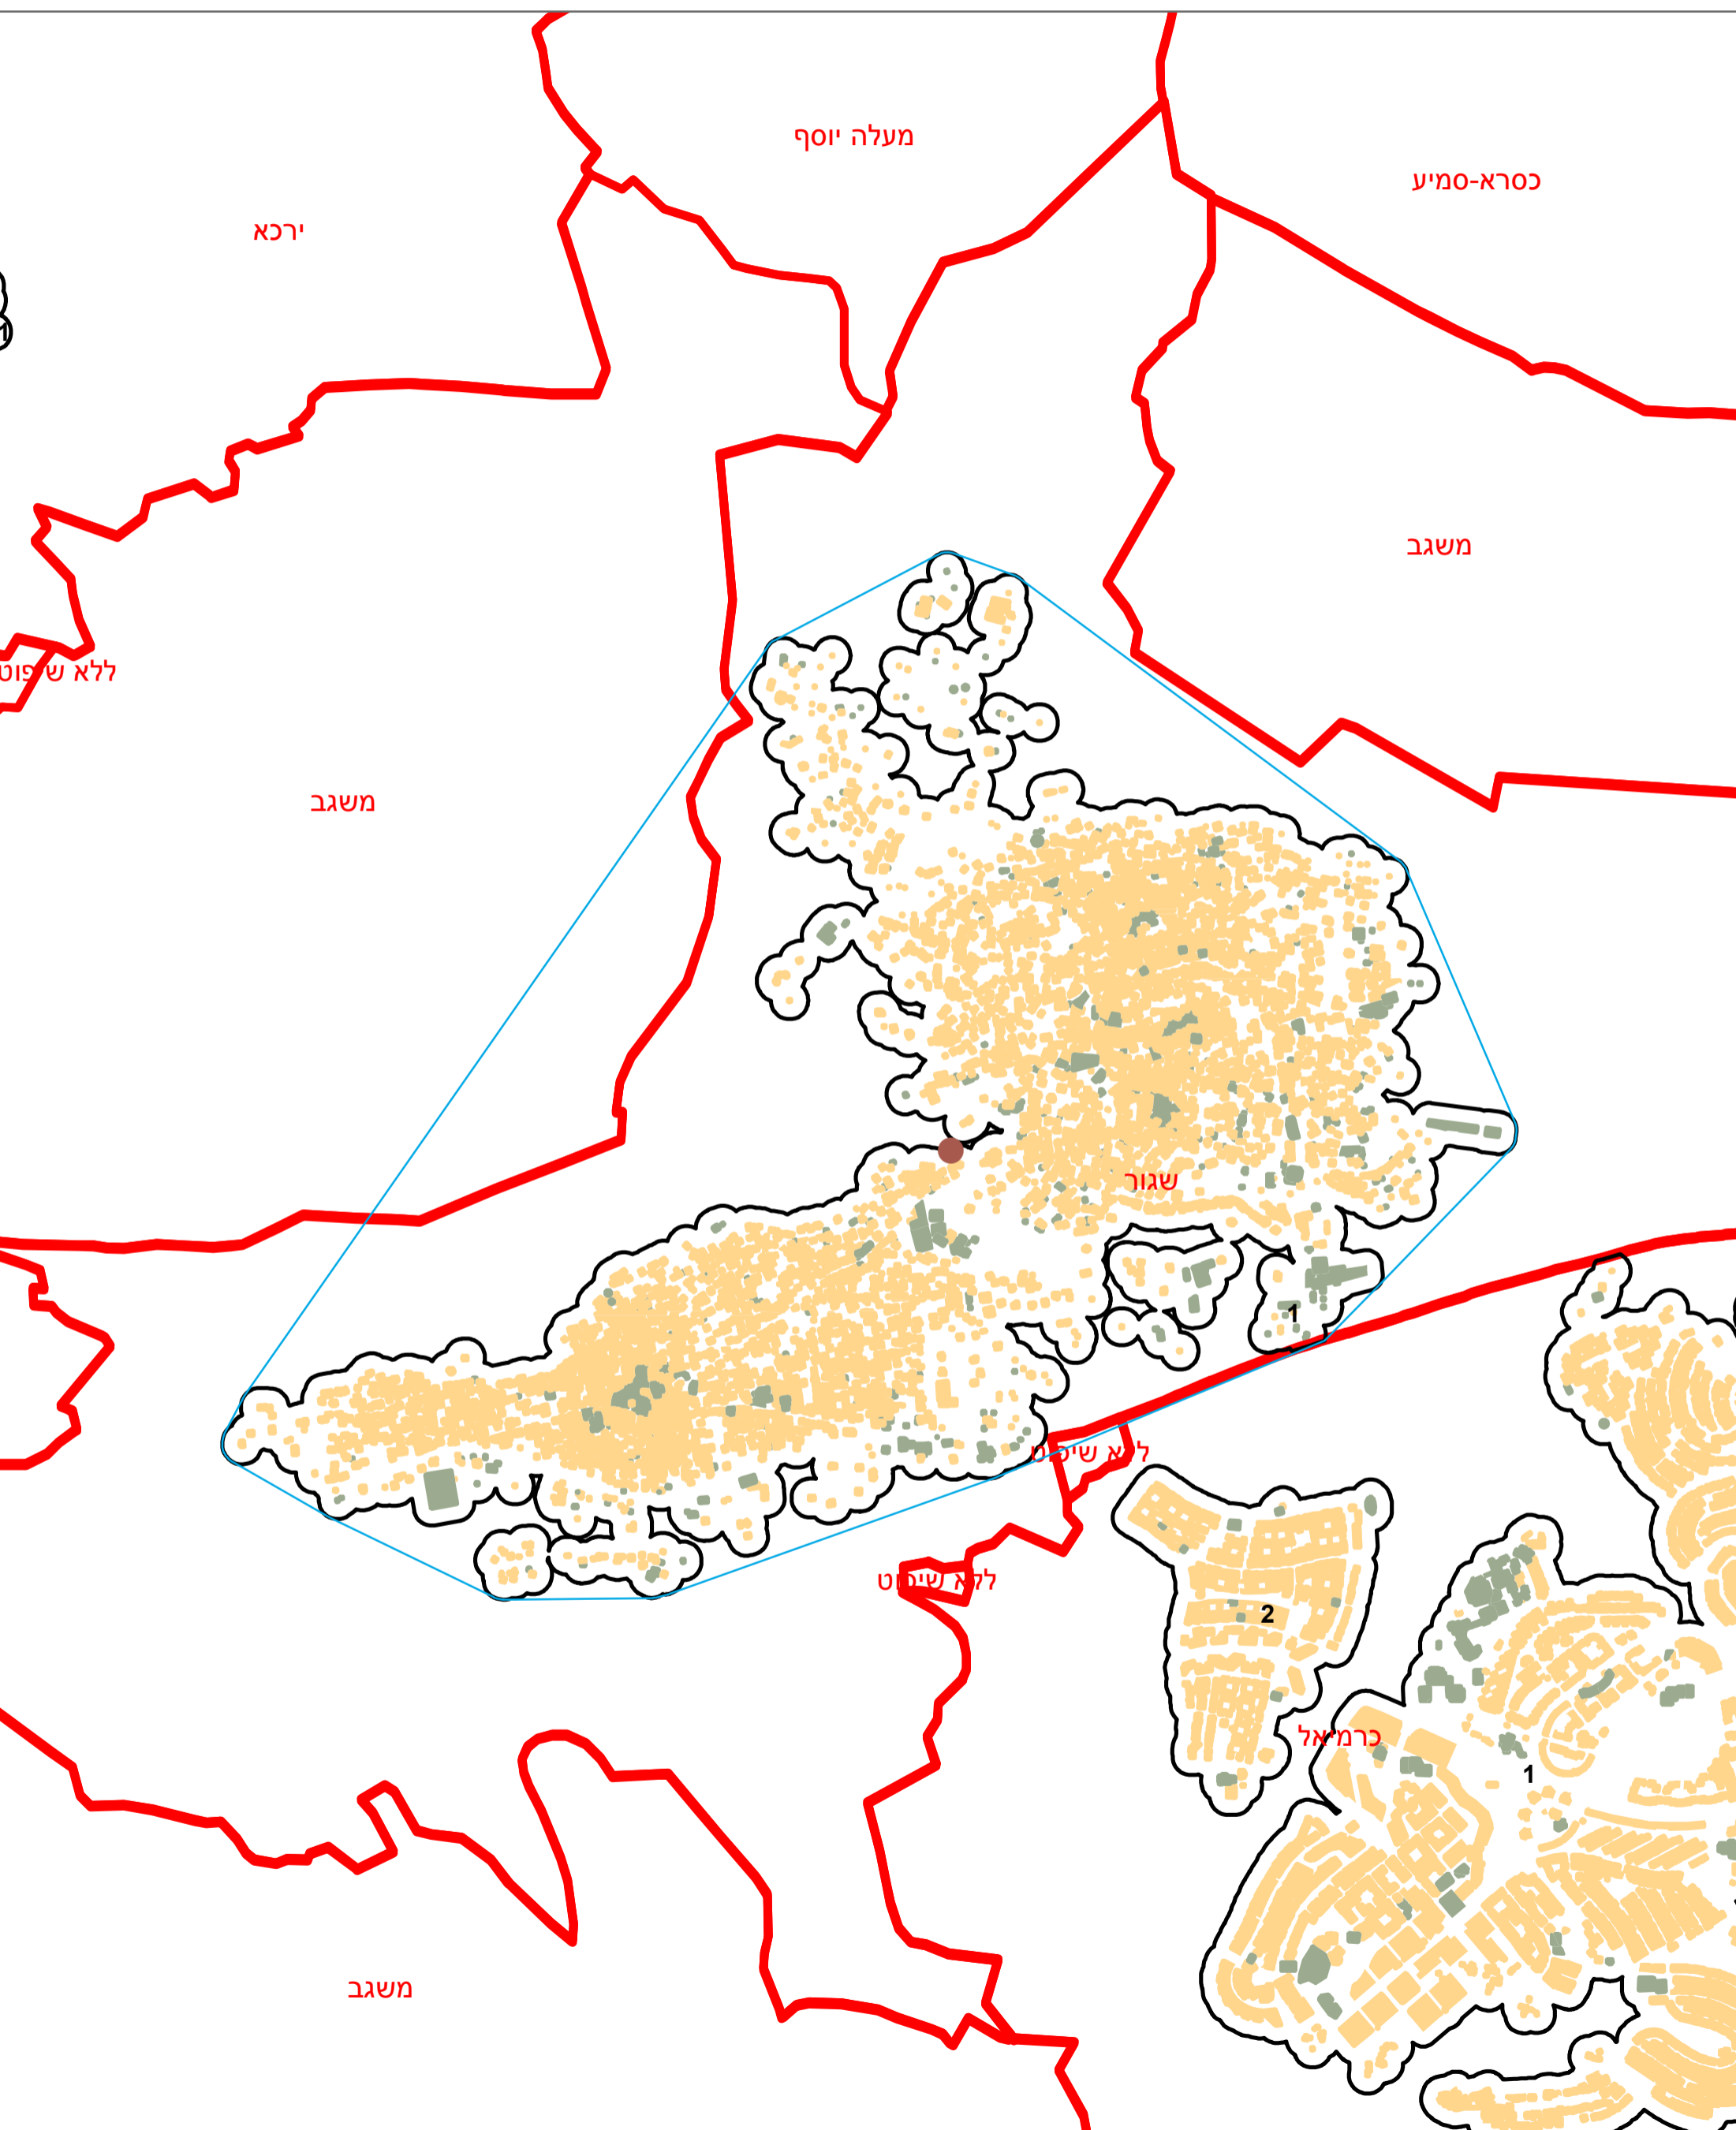 מעלה יוסף
כסרא-סמיע
ירכא
1
משגב
ללא שיפוט
משגב
שגור
1
ללא שיפוט
ללא שיפוט
2
כרמיאל
1
משגב